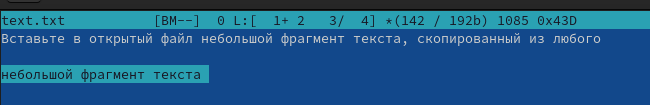 text.txt [BM--] 0 L:[ 1+ 2 3/ 4] *(142 / 192b) 1085 0x43D
Вставьте в открытый файл небольшой фрагмент текста, скопированный из любого
небольшой фрагмент текста